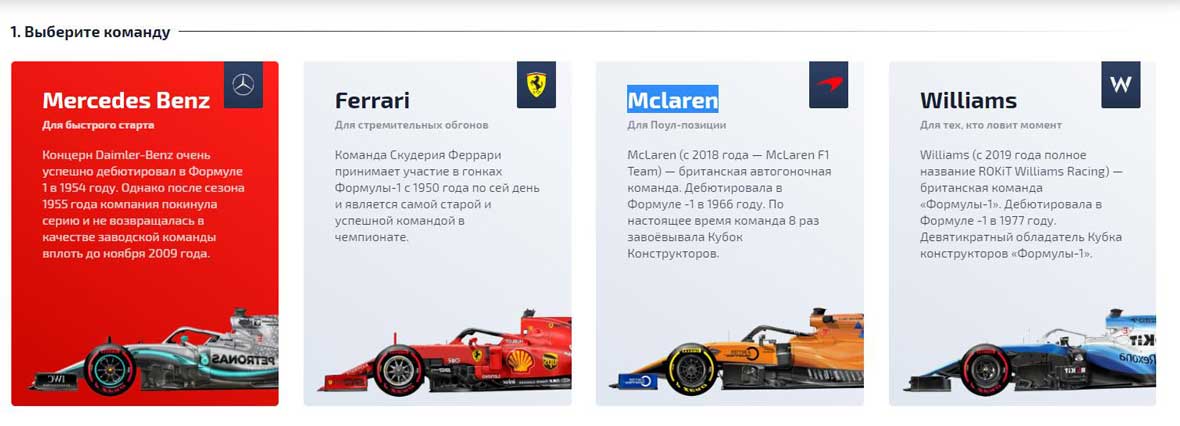 1. Выберите команду
Mercedes Benz
Для быстрого старта
Концерн Daimler-Benz очень
успешно дебютировал в Формуле
1 в 1954 году. Однако после сезона
1955 года компания покинула
серию и не возвращалась в
качестве заводской команды
вплоть до ноября 2009 года.
Ferrari
Для стремительных обгонов
Команда Скудерия Феррари
принимает участие в гонках
Формулы-1 с 1950 года по сей день
и является самой старой и
успешной командой в
чемпионате.
Mclaren
Для Поул-позиции
McLaren (с 2018 года — McLaren F1
Team) — британская автогоночная
команда. Дебютировала в
Формуле -1 в 1966 году. По
настоящее время команда 8 раз
завоёвывала Кубок
Конструкторов.
Williams
Для тех, кто ловит момент
Williams (с 2019 года полное
название ROKiT Williams Racing) —
британская команда
«Формулы-1». Дебютировала в
Формуле -1 в 1977 году.
Девятикратный обладатель Кубка
конструкторов «Формулы-1».
PETRONAS
IWC
Rexona